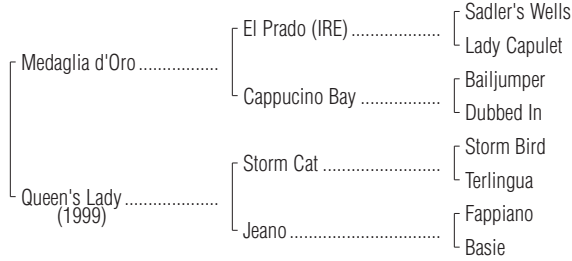 Sadler's Wells
El Prado (IRE) ....................
Lady Capulet
Medaglia d'Oro .................
Bailjumper
Cappucino Bay ..................
Dubbed In
Storm Bird
Storm Cat ..........................
Terlingua
Queen's Lady ....................
(1999)
Fappiano
Jeano .................................
Basie